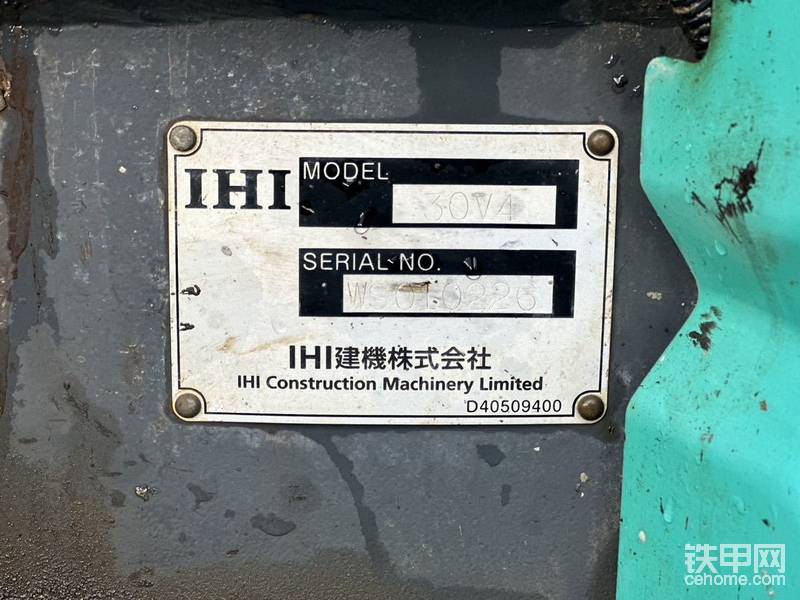 IHI
MODEL
30V4
SERIAL NO.
WS010226
IHI建機株式会社
IHI Construction Machinery Limited
D40509400
铁甲网
cehome.com